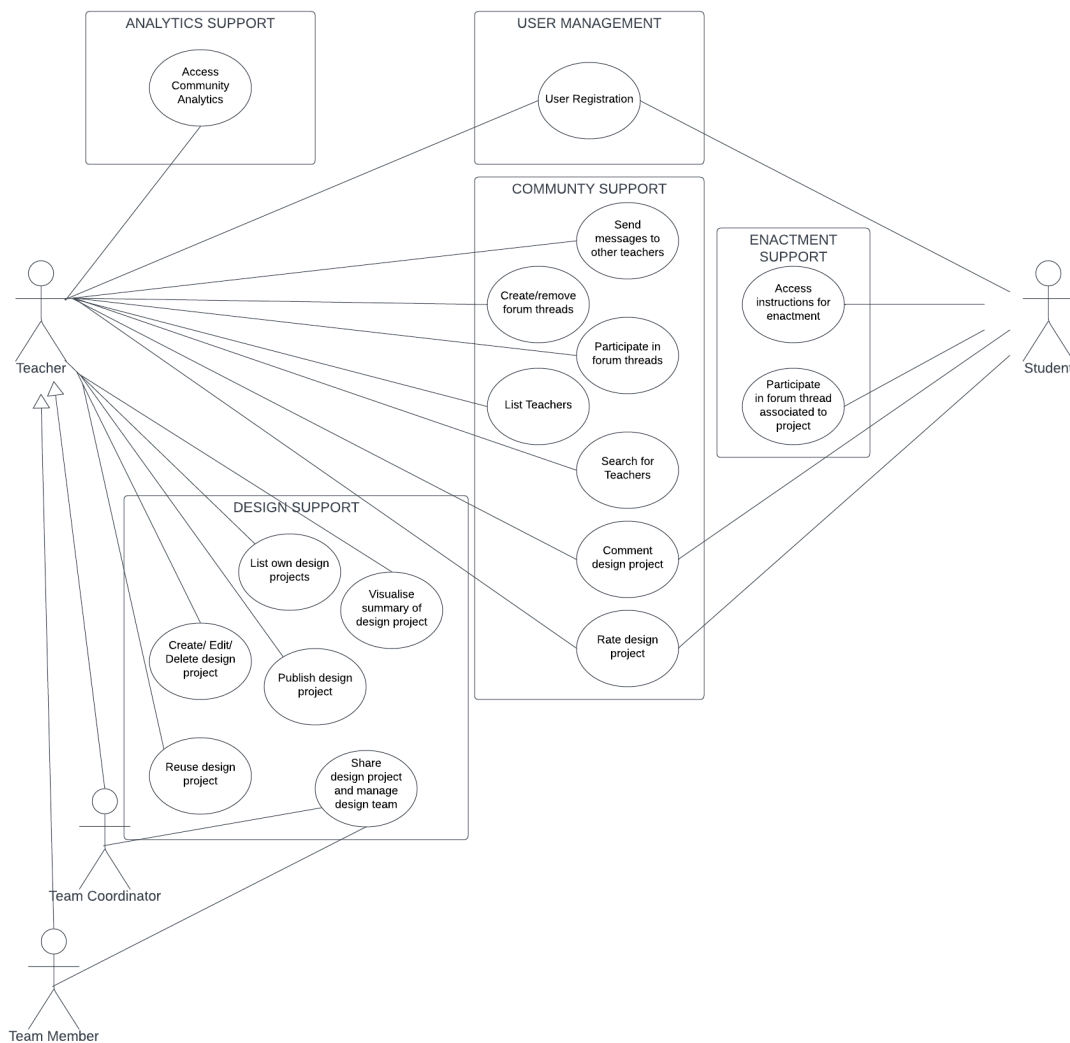 ANALYTICS SUPPORT
Access
Community
Analytics
USER MANAGEMENT
User Registration
COMMUNTY SUPPORT
Send
messages to
other teachers
Create/remove
forum threads
Participate in
forum threads
List Teachers
Search for
Teachers
Comment
design project
Rate design
project
ENACTMENT
SUPPORT
Access
instructions for
enactment
Participate
in forum thread
associated to
project
Teacher
Student
DESIGN SUPPORT
List own design
projects
Visualise
summary of
design project
Create/ Edit/
Delete design
project
Publish design
project
Reuse design
project
Share
design project
and manage
design team
Team Coordinator
Team Member